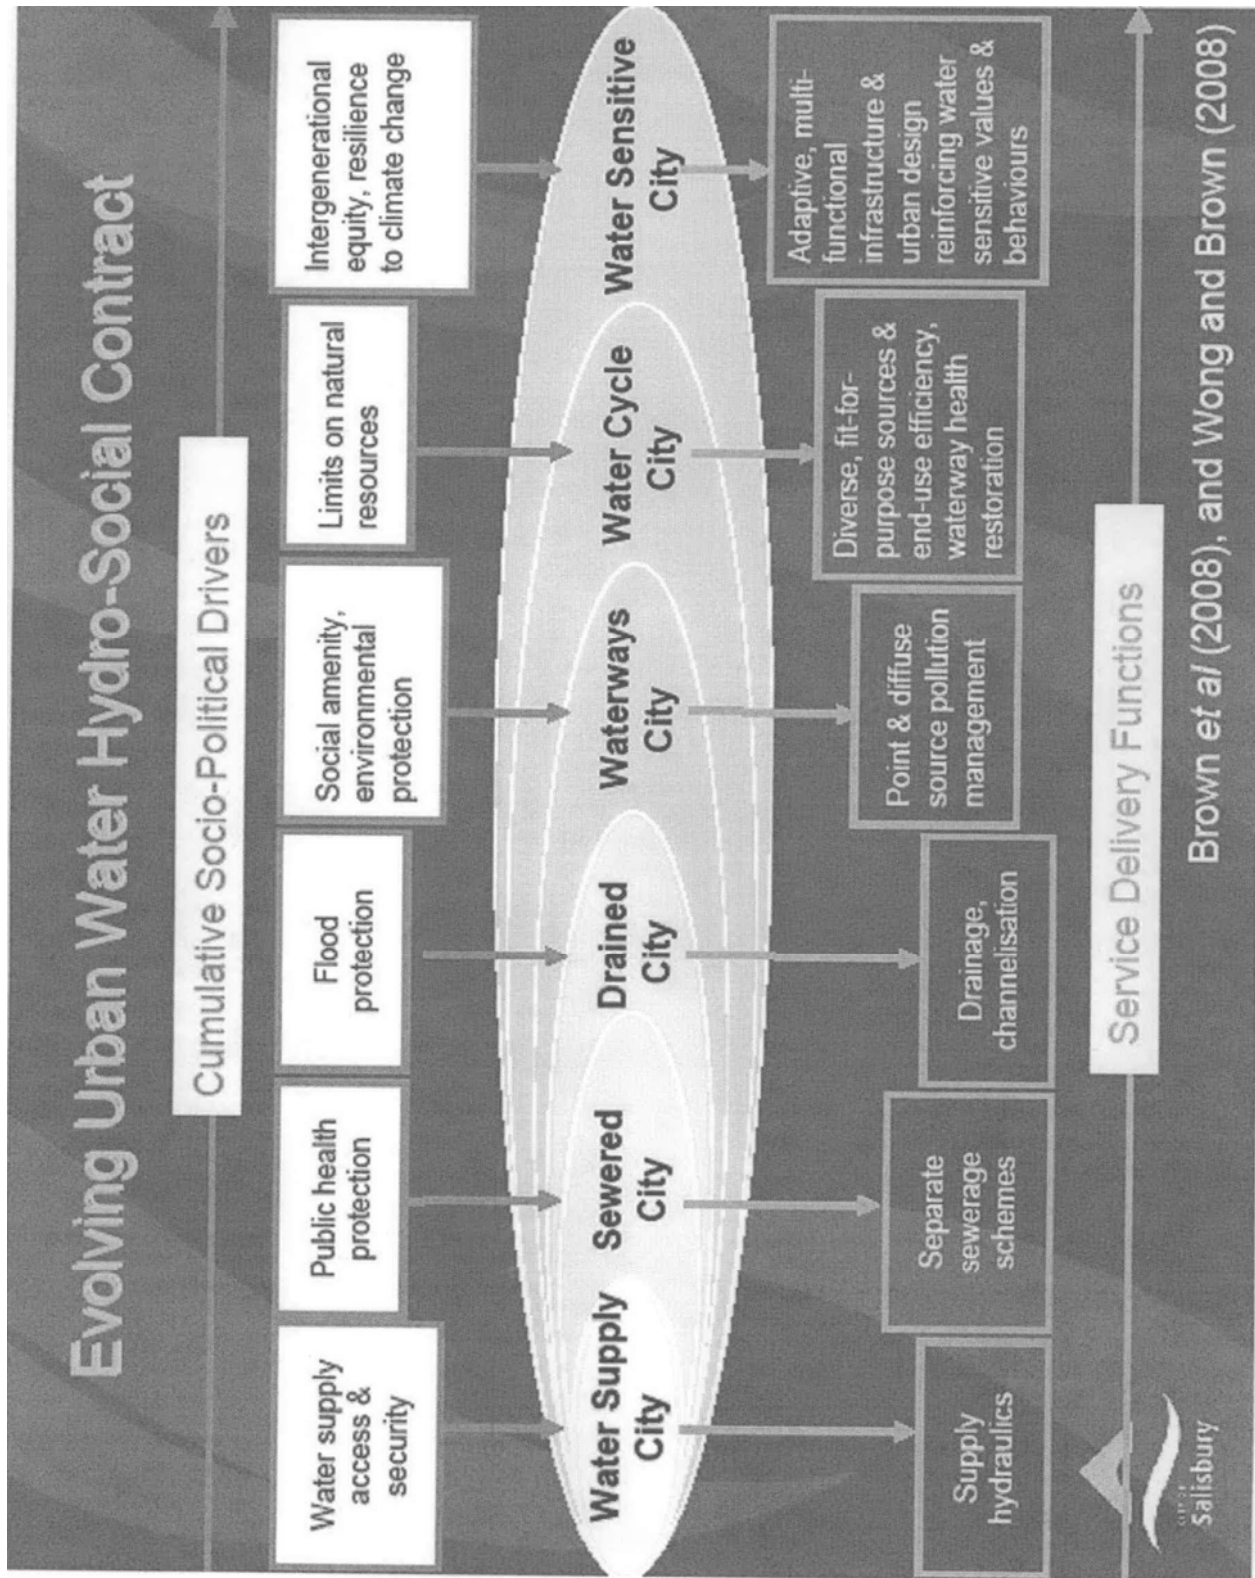 Evolving Urban Water Hydro-Social Contract
Cumulative Socio-Political Drivers
Water supply
access &
security
Public health
protection
Flood
protection
Social amenity,
environmental
protection
Limits on natural
resources
Intergenerational
equity, resilience
to climate change
Water Supply
City
Sewered
City
Drained
City
Waterways
City
Water Cycle
City
Water Sensitive
City
Supply
hydraulics
Separate
sewerage
schemes
Drainage,
channelisation
Point & diffuse
source pollution
management
Diverse, fit-for-
purpose sources &
end-use efficiency,
waterway health
restoration
Adaptive, multi-
functional
infrastructure &
urban design
reinforcing water
sensitive values &
behaviours
Service Delivery Functions
CITY OF
Salisbury
Brown et al (2008), and Wong and Brown (2008)